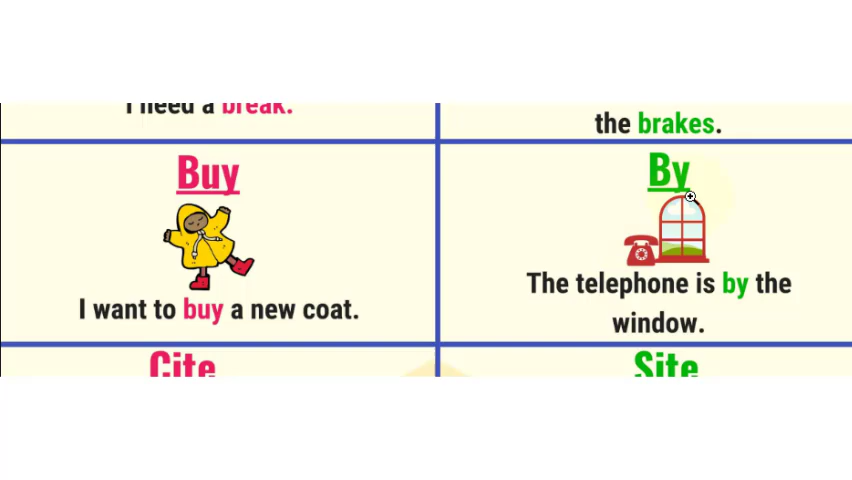 I need a break.
the brakes.
Buy
By
I want to buy a new coat.
The telephone is by the
window.
Cite
Site